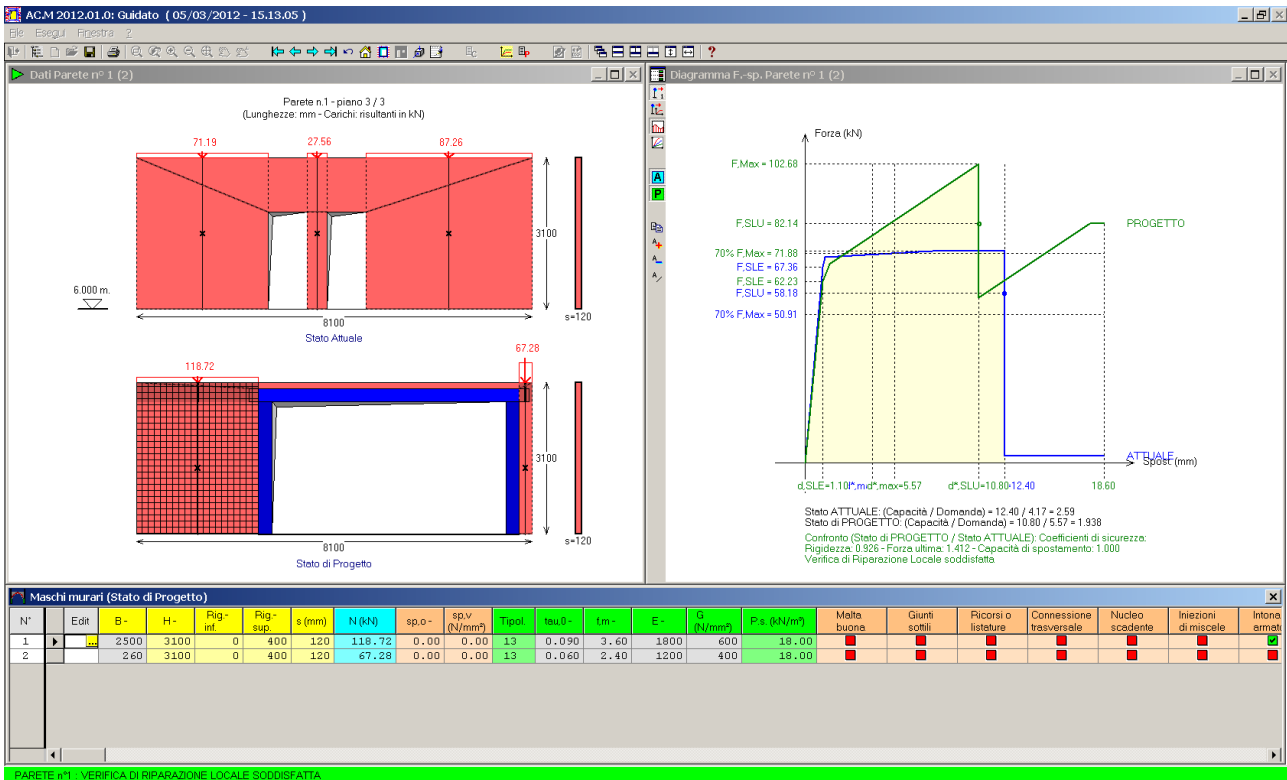 AC.M 2012.01.0: Guidato ( 05/03/2012 - 15.13.05 )
File Esegui Finestra ?
Dati Parete n° 1 (2)
Parete n.1 - piano 3 / 3
(Lunghezze: mm - Carichi: risultanti in kN)
71.19 27.56 87.26
3100
6.000 m.
8100
s=120
Stato Attuale
67.28
118.72
3100
8100
s=120
Stato di Progetto
Diagramma F.-sp. Parete n° 1 (2)
Forza (kN)
F,Max = 102.68
F,SLU = 82.14
PROGETTO
70% F,Max = 71.88
F,SLE = 67.36
F,SLE = 62.23
F,SLU = 58.18
70% F,Max = 50.91
ATTUALE
Spost. (mm)
d,SLE=1.10 d*,max=5.57 d*,SLU=10.80 12.40 18.60
Stato ATTUALE: (Capacità / Domanda) = 12.40 / 4.17 = 2.59
Stato di PROGETTO: (Capacità / Domanda) = 10.80 / 5.57 = 1.938
Confronto (Stato di PROGETTO / Stato ATTUALE): Coefficienti di sicurezza:
Rigidezza: 0.926 - Forza ultima: 1.412 - Capacità di spostamento: 1.000
Verifica di Riparazione Locale soddisfatta
Maschi murari (Stato di Progetto)
N° Edit B - H - Rig.- inf. Rig.- sup. s (mm) N (kN) sp,o - sp,v (N/mm²) Tipol. tau,0 - f,m - E - G (N/mm²) P.s. (kN/m³) Malta buona Giunti sottili Ricorsi o listature Connessione trasversale Nucleo scadente Iniezioni di miscele Intona armato
1 ... 2500 3100 0 400 120 118.72 0.00 0.00 13 0.090 3.60 1800 600 18.00
2 260 3100 0 400 120 67.28 0.00 0.00 13 0.060 2.40 1200 400 18.00
PARETE n°1 : VERIFICA DI RIPARAZIONE LOCALE SODDISFATTA